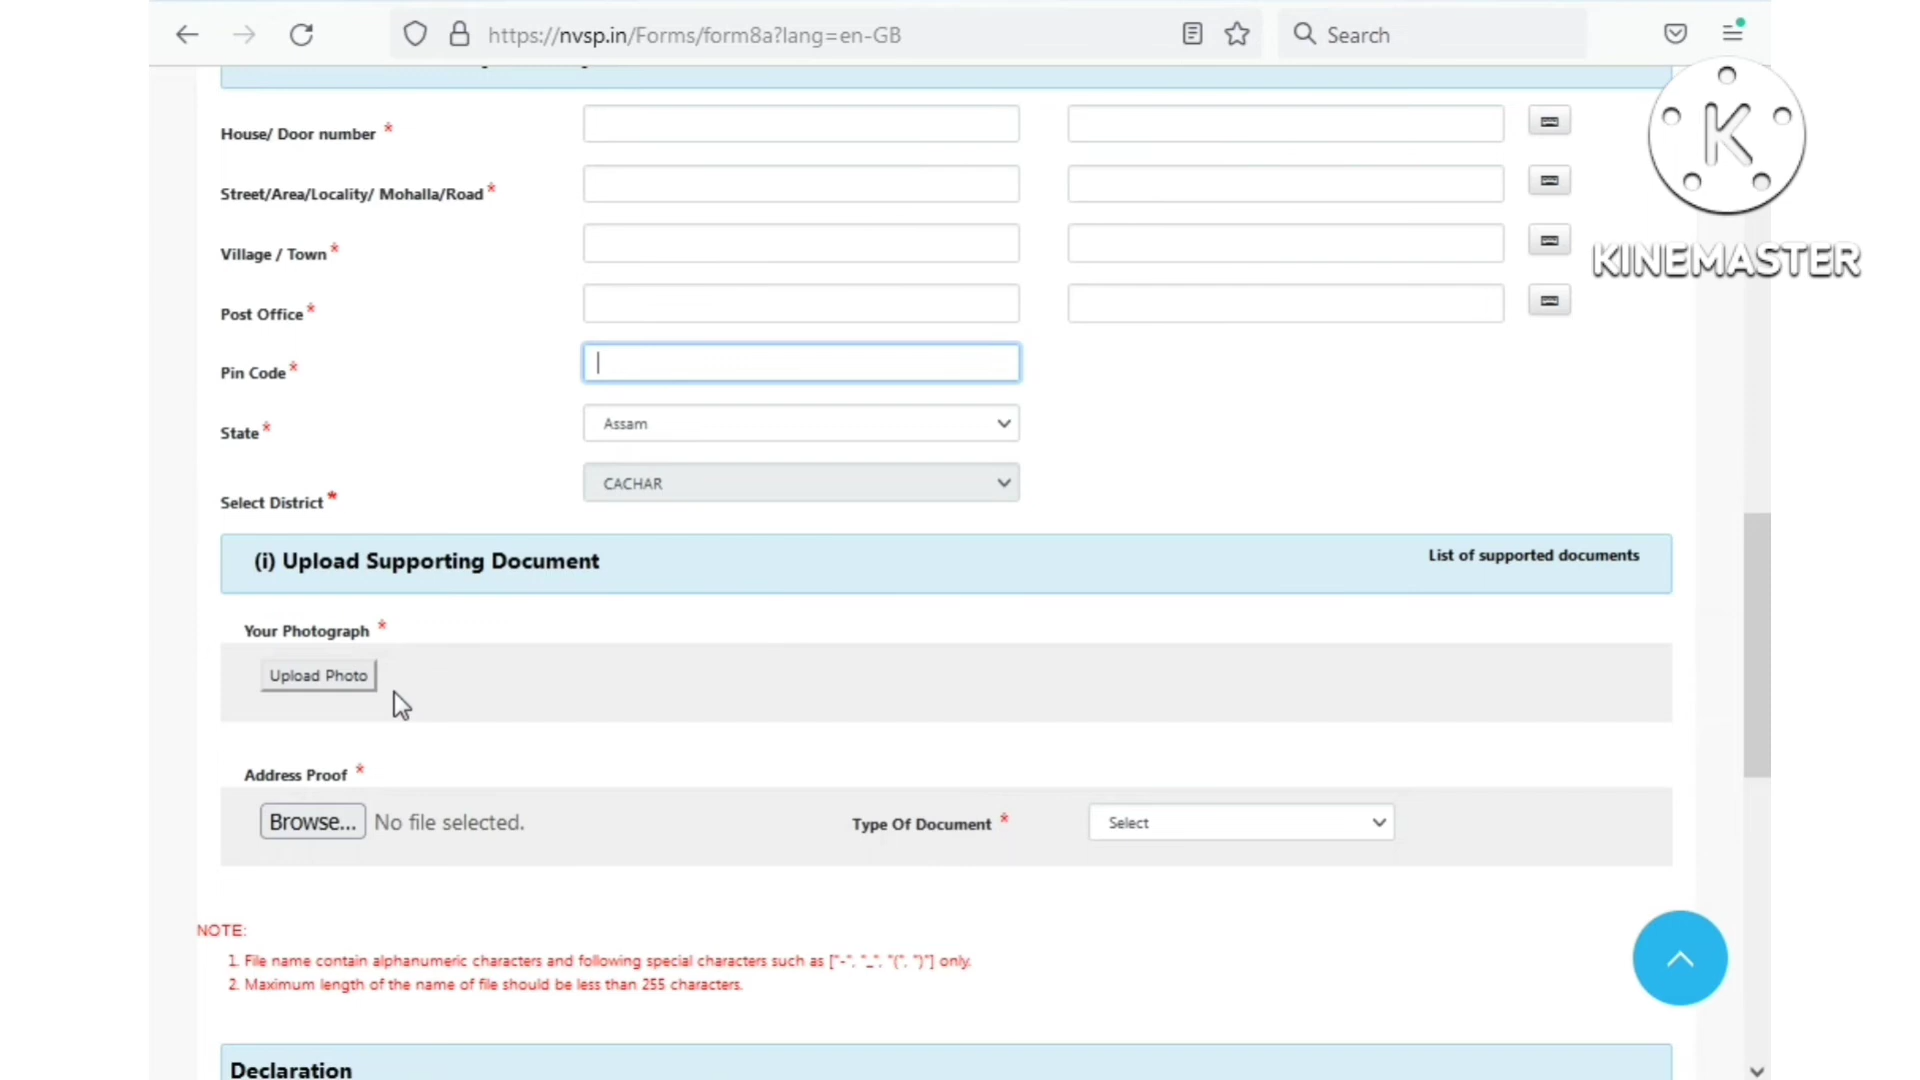 https://nvsp.in/Forms/form8a?lang=en-GB
Search
K
KINEMASTER
House/ Door number *
Street/Area/Locality/ Mohalla/Road *
Village / Town *
Post Office *
Pin Code *
State *
Assam
Select District *
CACHAR
(i) Upload Supporting Document
List of supported documents
Your Photograph *
Upload Photo
Address Proof *
Browse... No file selected.
Type Of Document *
Select
NOTE:
1. File name contain alphanumeric characters and following special characters such as ["-", "_", "(", ")"] only.
2. Maximum length of the name of file should be less than 255 characters.
Declaration